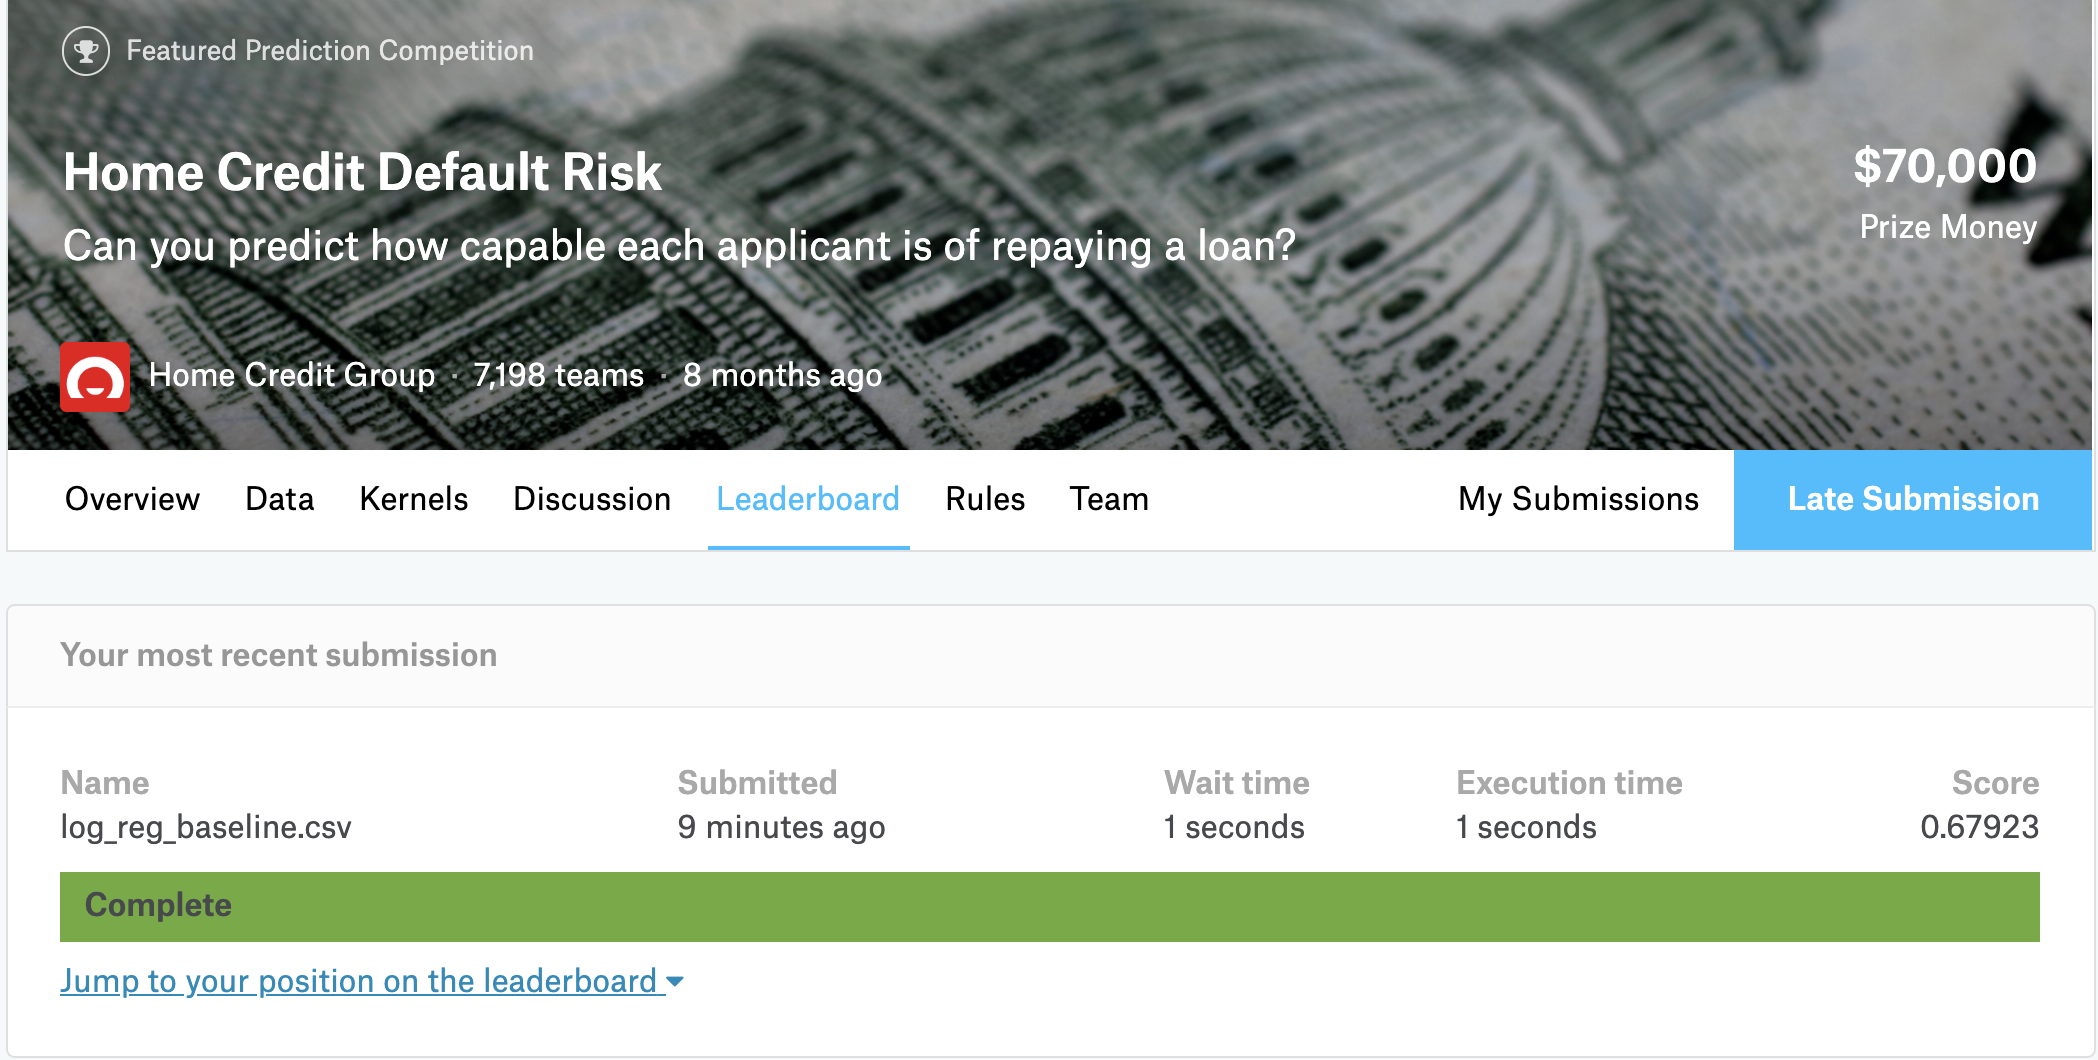 Featured Prediction Competition
Home Credit Default Risk
$70,000
Can you predict how capable each applicant is of repaying a loan?
Prize Money
Home Credit Group · 7,198 teams · 8 months ago
Overview Data Kernels Discussion Leaderboard Rules Team My Submissions Late Submission
Your most recent submission
Name Submitted Wait time Execution time Score
log_reg_baseline.csv 9 minutes ago 1 seconds 1 seconds 0.67923
Complete
Jump to your position on the leaderboard